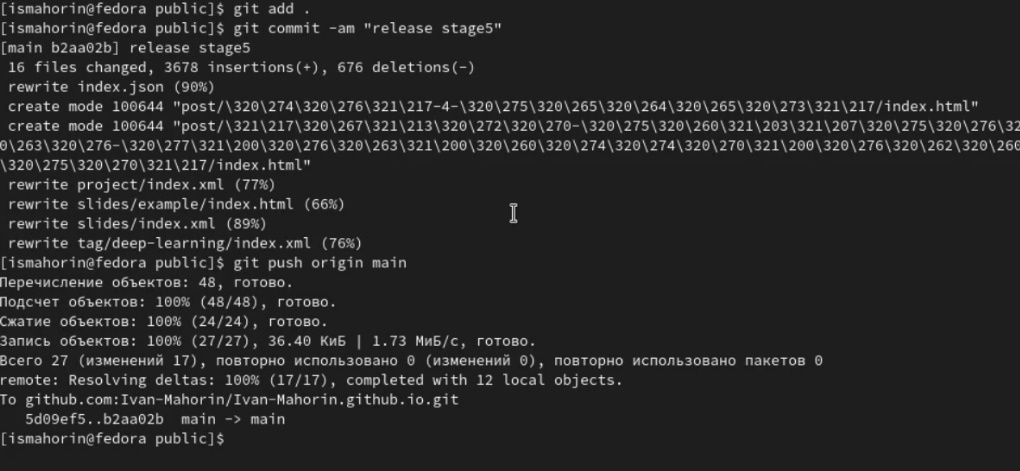 [ismahorin@fedora public]$ git add .
[ismahorin@fedora public]$ git commit -am "release stage5"
[main b2aa02b] release stage5
 16 files changed, 3678 insertions(+), 676 deletions(-)
 rewrite index.json (90%)
 create mode 100644 "post/\320\274\320\276\321\217-4-\320\275\320\265\320\264\320\265\320\273\321\217/index.html"
 create mode 100644 "post/\321\217\320\267\321\213\320\272\320\270-\320\275\320\260\321\203\321\207\320\275\320\276\32
0\263\320\276-\320\277\321\200\320\276\320\263\321\200\320\260\320\274\320\274\320\270\321\200\320\276\320\262\320\260
\320\275\320\270\321\217/index.html"
 rewrite project/index.xml (77%)
 rewrite slides/example/index.html (66%)
 rewrite slides/index.xml (89%)
 rewrite tag/deep-learning/index.xml (76%)
[ismahorin@fedora public]$ git push origin main
Перечисление объектов: 48, готово.
Подсчет объектов: 100% (48/48), готово.
Сжатие объектов: 100% (24/24), готово.
Запись объектов: 100% (27/27), 36.40 КиБ | 1.73 МиБ/с, готово.
Всего 27 (изменений 17), повторно использовано 0 (изменений 0), повторно использовано пакетов 0
remote: Resolving deltas: 100% (17/17), completed with 12 local objects.
To github.com:Ivan-Mahorin/Ivan-Mahorin.github.io.git
   5d09ef5..b2aa02b  main -> main
[ismahorin@fedora public]$